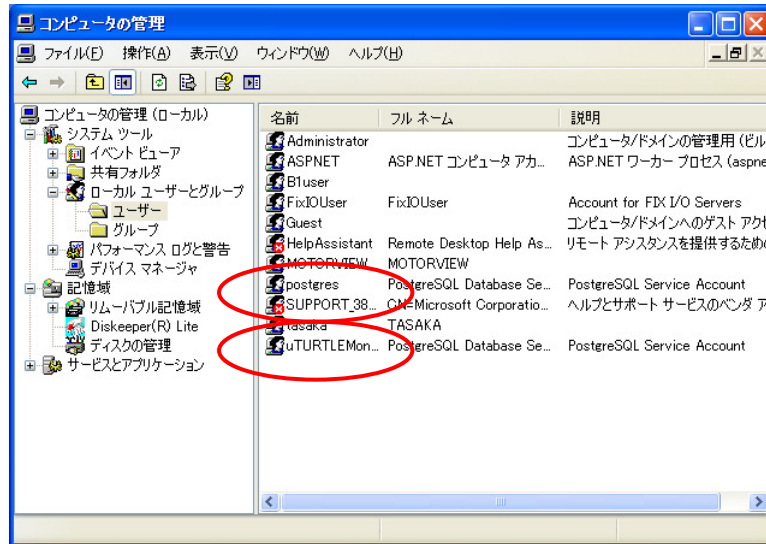 コンピュータの管理
ファイル(F) 操作(A) 表示(V) ウィンドウ(W) ヘルプ(H)
コンピュータの管理 (ローカル)
システム ツール
イベント ビューア
共有フォルダ
ローカル ユーザーとグループ
ユーザー
グループ
パフォーマンス ログと警告
デバイス マネージャ
記憶域
リムーバブル記憶域
Diskeeper(R) Lite
ディスクの管理
サービスとアプリケーション
名前 フル ネーム 説明
Administrator コンピュータ/ドメインの管理用 (ビル
ASPNET ASP.NET コンピュータ アカ... ASP.NET ワーカー プロセス (aspne
B1user
FixIOUser FixIOUser Account for FIX I/O Servers
Guest コンピュータ/ドメインへのゲスト アクセ
HelpAssistant Remote Desktop Help As... リモート アシスタンスを提供するため
MOTORVIEW MOTORVIEW
postgres PostgreSQL Database Se... PostgreSQL Service Account
SUPPORT_38... CN=Microsoft Corporatio... ヘルプとサポート サービスのベンダ ア
tasaka TASAKA
uTURTLEMon... PostgreSQL Database Se... PostgreSQL Service Account